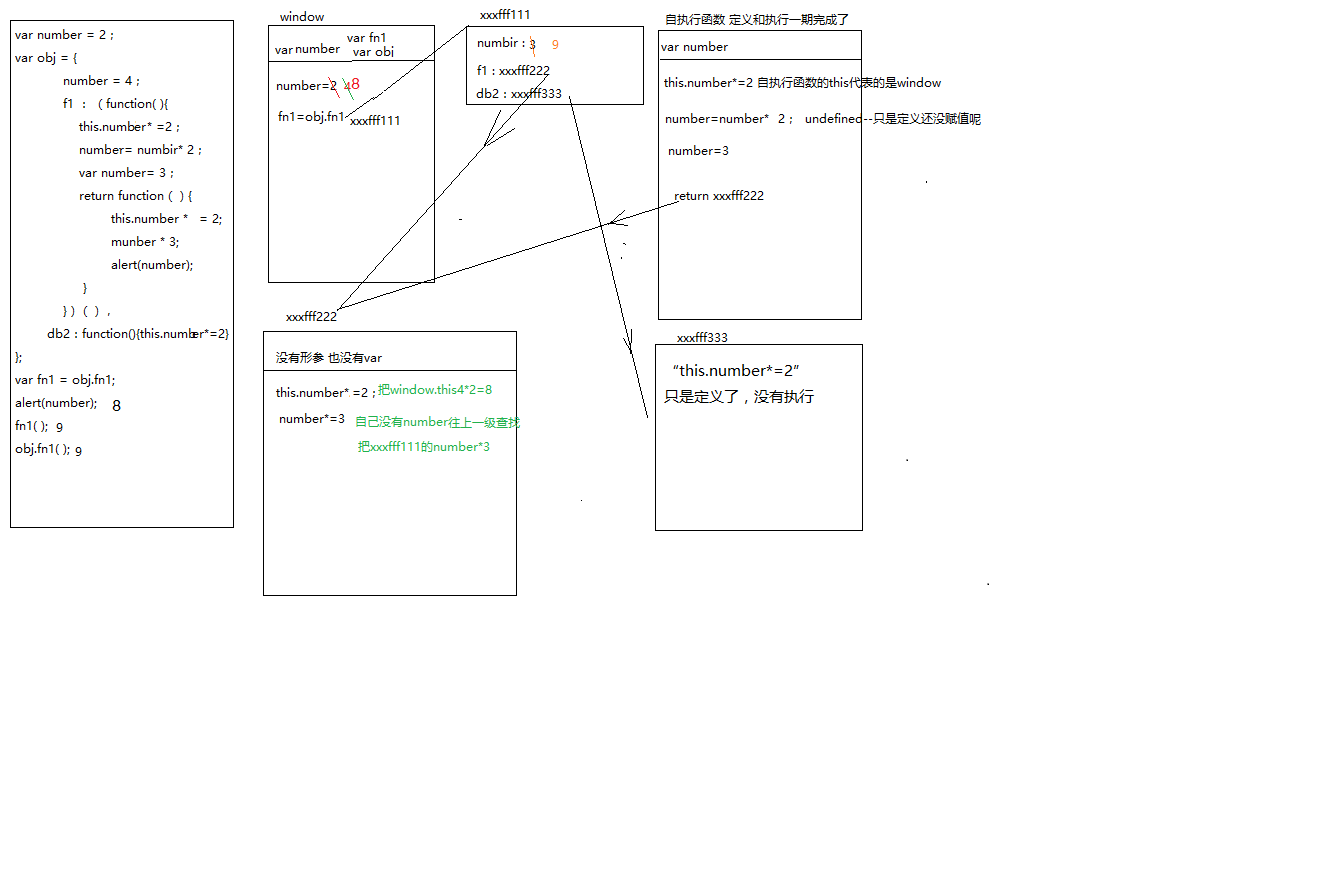 var number = 2 ;
var obj = {
number = 4 ;
f1 : ( function( ){
this.number* =2 ;
number= numbir* 2 ;
var number= 3 ;
return function ( ) {
this.number * = 2;
munber * 3;
alert(number);
}
} ) ( ) ,
db2 : function(){this.number*=2}
};
var fn1 = obj.fn1;
alert(number); 8
fn1( ); 9
obj.fn1( ); 9
window
var number
var fn1
var obj
number=2 4 8
fn1=obj.fn1 xxxfff111
xxxfff111
numbir : 3 9
f1 : xxxfff222
db2 : xxxfff333
自执行函数 定义和执行一期完成了
var number
this.number*=2 自执行函数的this代表的是window
number=number* 2 ; undefined--只是定义还没赋值呢
number=3
return xxxfff222
xxxfff222
没有形参 也没有var
this.number* =2 ; 把window.this4*2=8
number*=3 自己没有number往上一级查找
把xxxfff111的number*3
xxxfff333
“this.number*=2”
只是定义了，没有执行